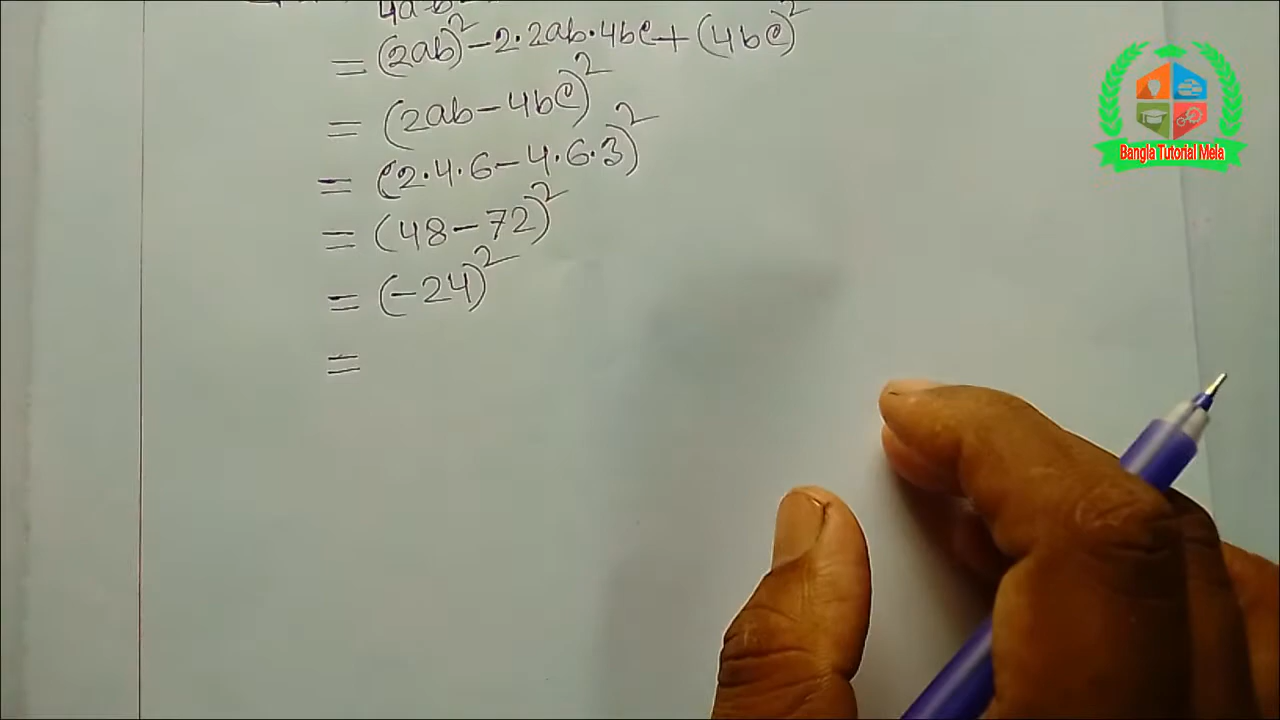 = (2ab)² - 2·2ab·4bc + (4bc)²
= (2ab - 4bc)²
= (2·4·6 - 4·6·3)²
= (48 - 72)²
= (-24)²
=
Bangla Tutorial Mela